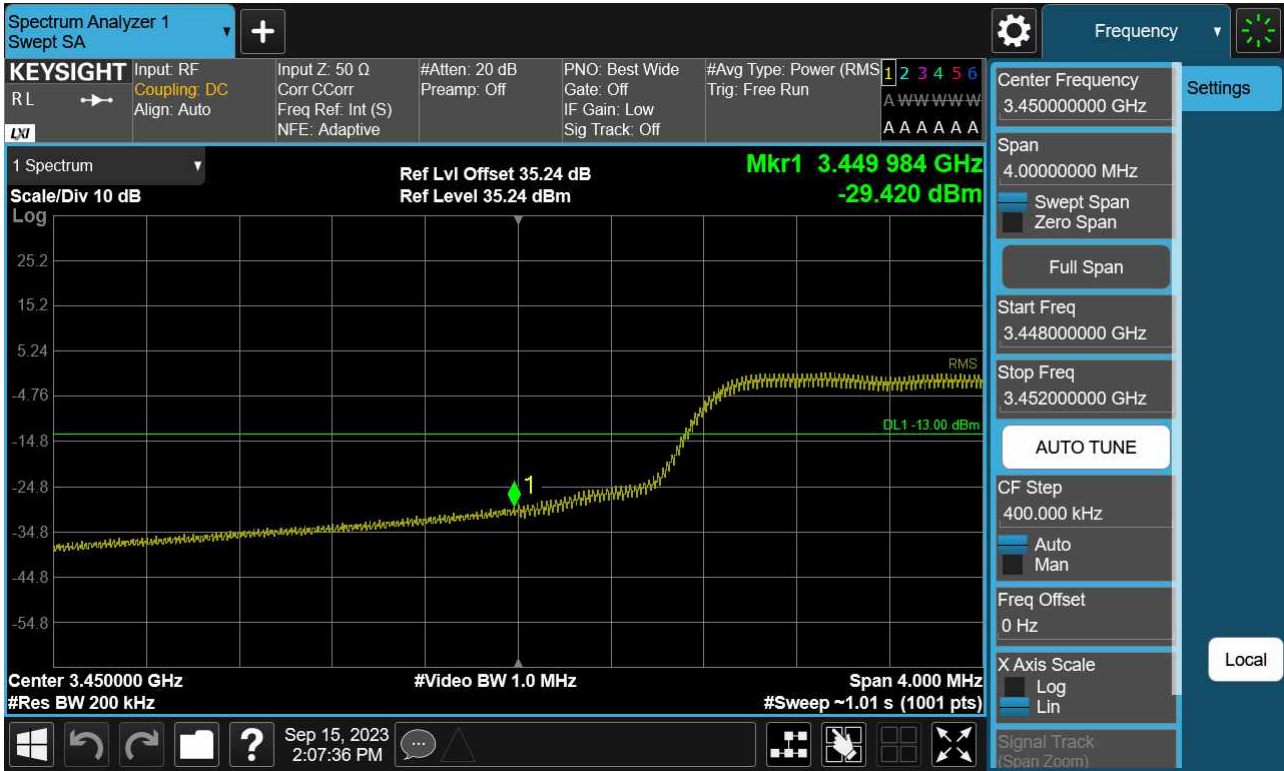 Spectrum Analyzer 1
Swept SA
Frequency
KEYSIGHT
R L
LXI
Input: RF
Coupling: DC
Align: Auto
Input Z: 50 Ω
Corr CCorr
Freq Ref: Int (S)
NFE: Adaptive
#Atten: 20 dB
Preamp: Off
PNO: Best Wide
Gate: Off
IF Gain: Low
Sig Track: Off
#Avg Type: Power (RMS
Trig: Free Run
1 2 3 4 5 6
A W W W W W
A A A A A A
1 Spectrum
Scale/Div 10 dB
Log
Ref Lvl Offset 35.24 dB
Ref Level 35.24 dBm
Mkr1 3.449 984 GHz
-29.420 dBm
25.2
15.2
5.24
-4.76
-14.8
-24.8
-34.8
-44.8
-54.8
RMS
DL1 -13.00 dBm
1
Center 3.450000 GHz
#Res BW 200 kHz
#Video BW 1.0 MHz
Span 4.000 MHz
#Sweep ~1.01 s (1001 pts)
Center Frequency
3.450000000 GHz
Settings
Span
4.00000000 MHz
Swept Span
Zero Span
Full Span
Start Freq
3.448000000 GHz
Stop Freq
3.452000000 GHz
AUTO TUNE
CF Step
400.000 kHz
Auto
Man
Freq Offset
0 Hz
X Axis Scale
Log
Lin
Signal Track
(Span Zoom)
Local
?
Sep 15, 2023
2:07:36 PM